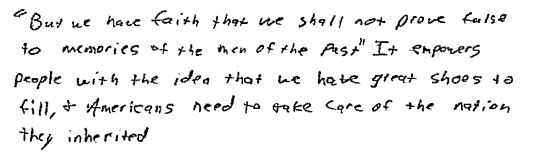 "But we have faith that we shall not prove false
to memories of the men of the Past" It empowers
people with the idea that we have great shoes to
fill, & Americans need to take care of the nation
they inherited